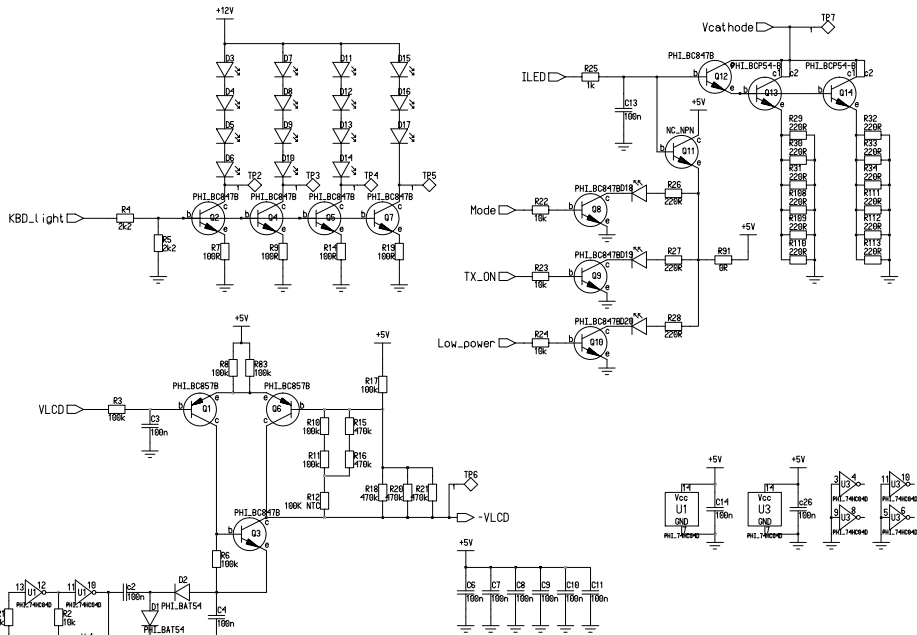 +12V
D3
D7
D11
D15
D4
D8
D12
D16
D5
D9
D13
D17
D6
D10
D14
TP2
TP3
TP4
TP5
PHI_BC847B
PHI_BC847B
PHI_BC847B
PHI_BC847B
KBD_light
R4
2k2
b
Q2
Q4
Q5
Q7
e
e
e
e
R5
2k2
R7
100R
R9
100R
R14
100R
R19
100R
Vcathode
TP7
1
PHI_BC847B
PHI_BCP54-B
PHI_BCP54-B
ILED
R25
1k
b
Q12
e
c
c2
c
c2
Q13
Q14
e
e
C13
100n
+5V
NC_NPN
c
b
Q11
e
R29
220R
R30
220R
R31
220R
R108
220R
R109
220R
R110
220R
R32
220R
R33
220R
R34
220R
R111
220R
R112
220R
R113
220R
PHI_BC847B
D18
R26
220R
Mode
R22
10k
b
Q8
c
e
PHI_BC847B
D19
R27
220R
R91
0R
+5V
TX_ON
R23
10k
b
Q9
c
e
PHI_BC847B
D20
R28
220R
Low_power
R24
10k
b
Q10
c
e
+5V
+5V
R8
100k
R83
100k
PHI_BC857B
PHI_BC857B
R17
100k
VLCD
R3
100k
b
Q1
e
c
Q6
e
c
b
C3
100n
R10
100k
R15
470k
R11
100k
R16
470k
R12
100K NTC
R18
470k
R20
470k
R21
470k
TP6
-VLCD
PHI_BC847B
c
b
Q3
e
R6
100k
C4
100n
13
U1
12
PHI_74HC04D
11
U1
10
PHI_74HC04D
c2
100n
D2
PHI_BAT54
D1
PHI_BAT54
R2
10k
+5V
C6
100n
C7
100n
C8
100n
C9
100n
C10
100n
C11
100n
+5V
14
Vcc
U1
GND
7
PHI_74HC04D
C14
100n
+5V
14
Vcc
U3
GND
7
PHI_74HC04D
c26
100n
3
U3
4
PHI_74HC04D
9
U3
8
PHI_74HC04D
11
U3
10
PHI_74HC04D
5
U3
6
PHI_74HC04D